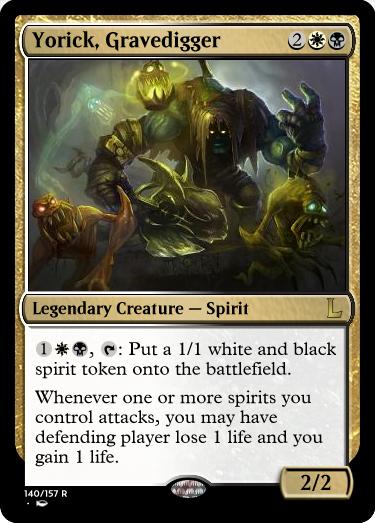 Yorick, Gravedigger 2
Legendary Creature — Spirit L
1 , : Put a 1/1 white and black
spirit token onto the battlefield.
Whenever one or more spirits you
control attacks, you may have
defending player lose 1 life and you
gain 1 life.
2/2
140/157 R